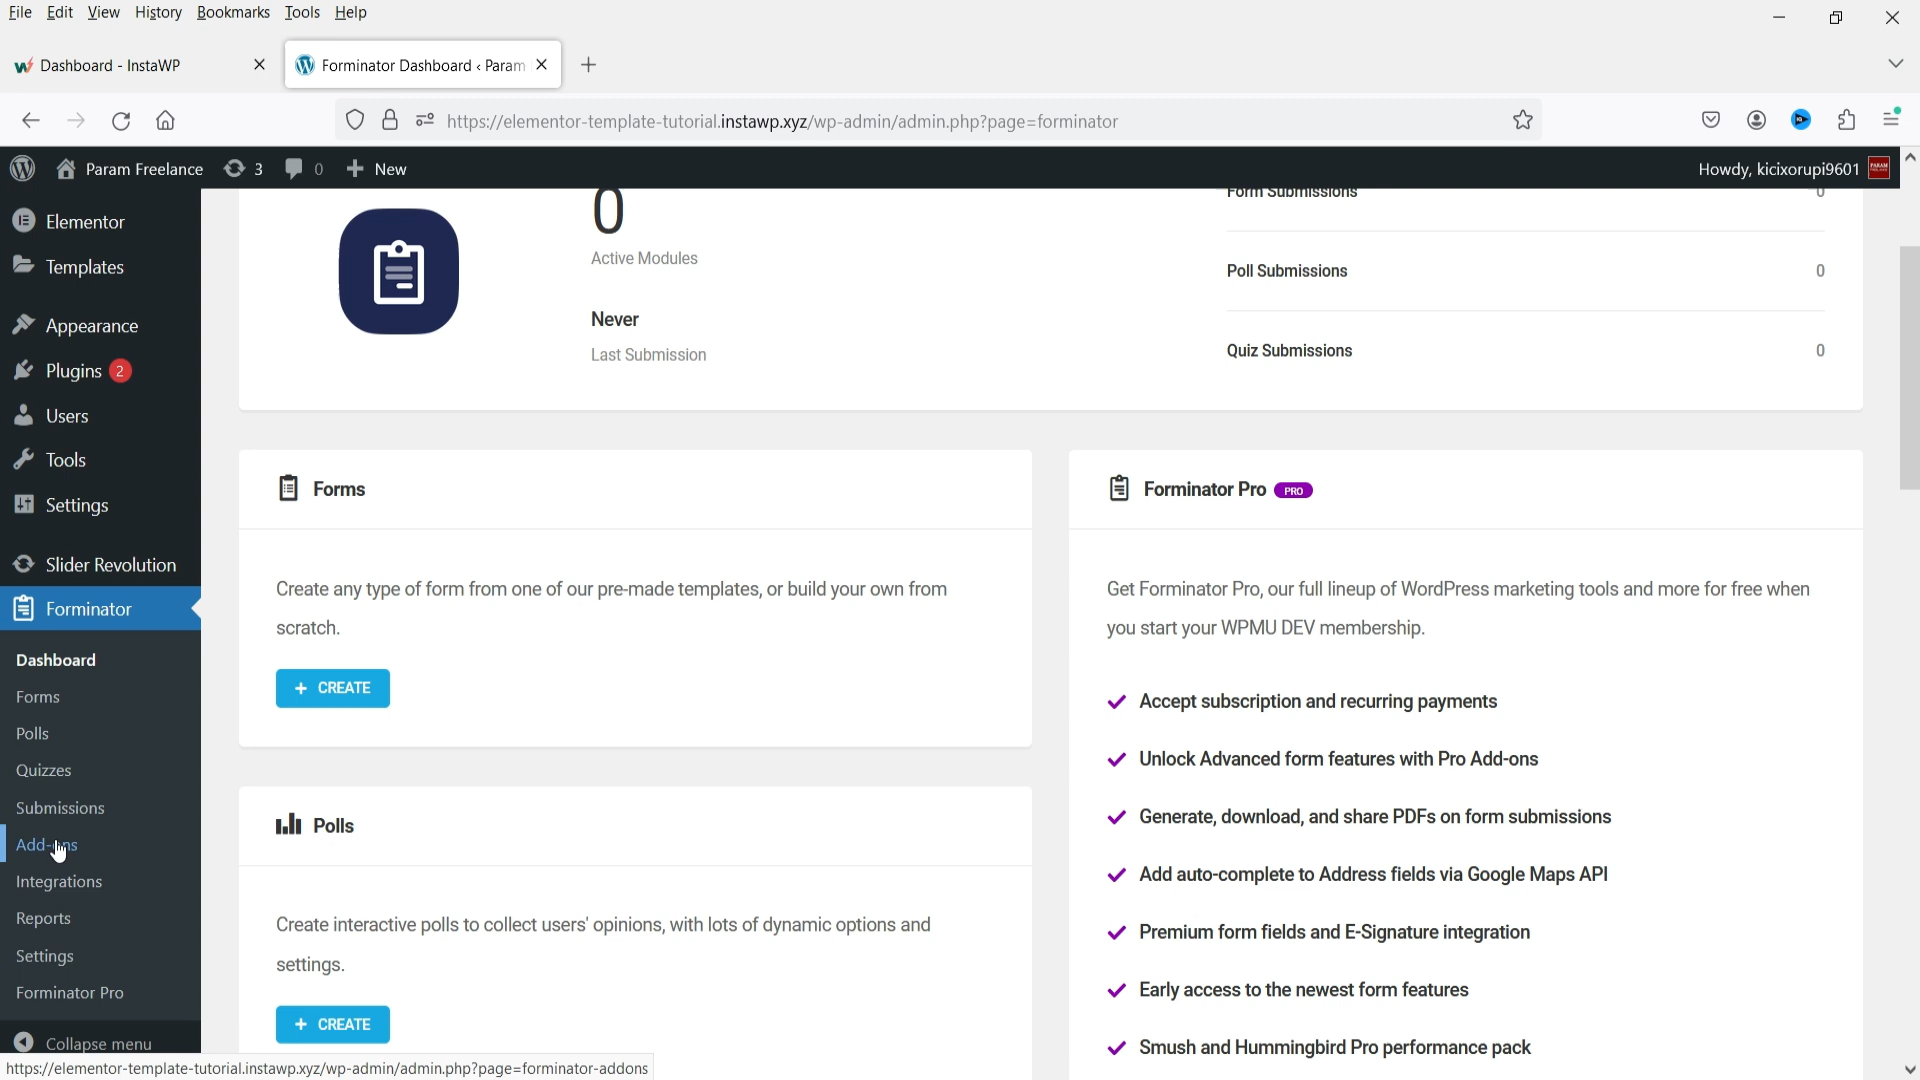 File Edit View History Bookmarks Tools Help
Dashboard - InstaWP
Forminator Dashboard ‹ Param
https://elementor-template-tutorial.instawp.xyz/wp-admin/admin.php?page=forminator
Param Freelance 3 0 + New
Howdy, kicixorupi9601
Elementor
Templates
Appearance
Plugins 2
Users
Tools
Settings
Slider Revolution
Forminator
Dashboard
Forms
Polls
Quizzes
Submissions
Add-ons
Integrations
Reports
Settings
Forminator Pro
Collapse menu
https://elementor-template-tutorial.instawp.xyz/wp-admin/admin.php?page=forminator-addons
0
Active Modules
Never
Last Submission
Form Submissions 0
Poll Submissions 0
Quiz Submissions 0
Forms
Create any type of form from one of our pre-made templates, or build your own from
scratch.
+ CREATE
Polls
Create interactive polls to collect users' opinions, with lots of dynamic options and
settings.
+ CREATE
Forminator Pro PRO
Get Forminator Pro, our full lineup of WordPress marketing tools and more for free when
you start your WPMU DEV membership.
Accept subscription and recurring payments
Unlock Advanced form features with Pro Add-ons
Generate, download, and share PDFs on form submissions
Add auto-complete to Address fields via Google Maps API
Premium form fields and E-Signature integration
Early access to the newest form features
Smush and Hummingbird Pro performance pack